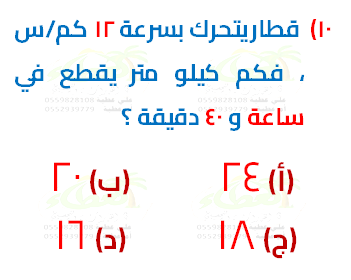 ١٠) قطاريتحرك بسرعة ١٢ كم/س
، فكم كيلو متر يقطع في
ساعة و ٤٠ دقيقة ؟
(أ) ٢٤ (ب) ٢٠
(ج) ١٨ (د) ١٦